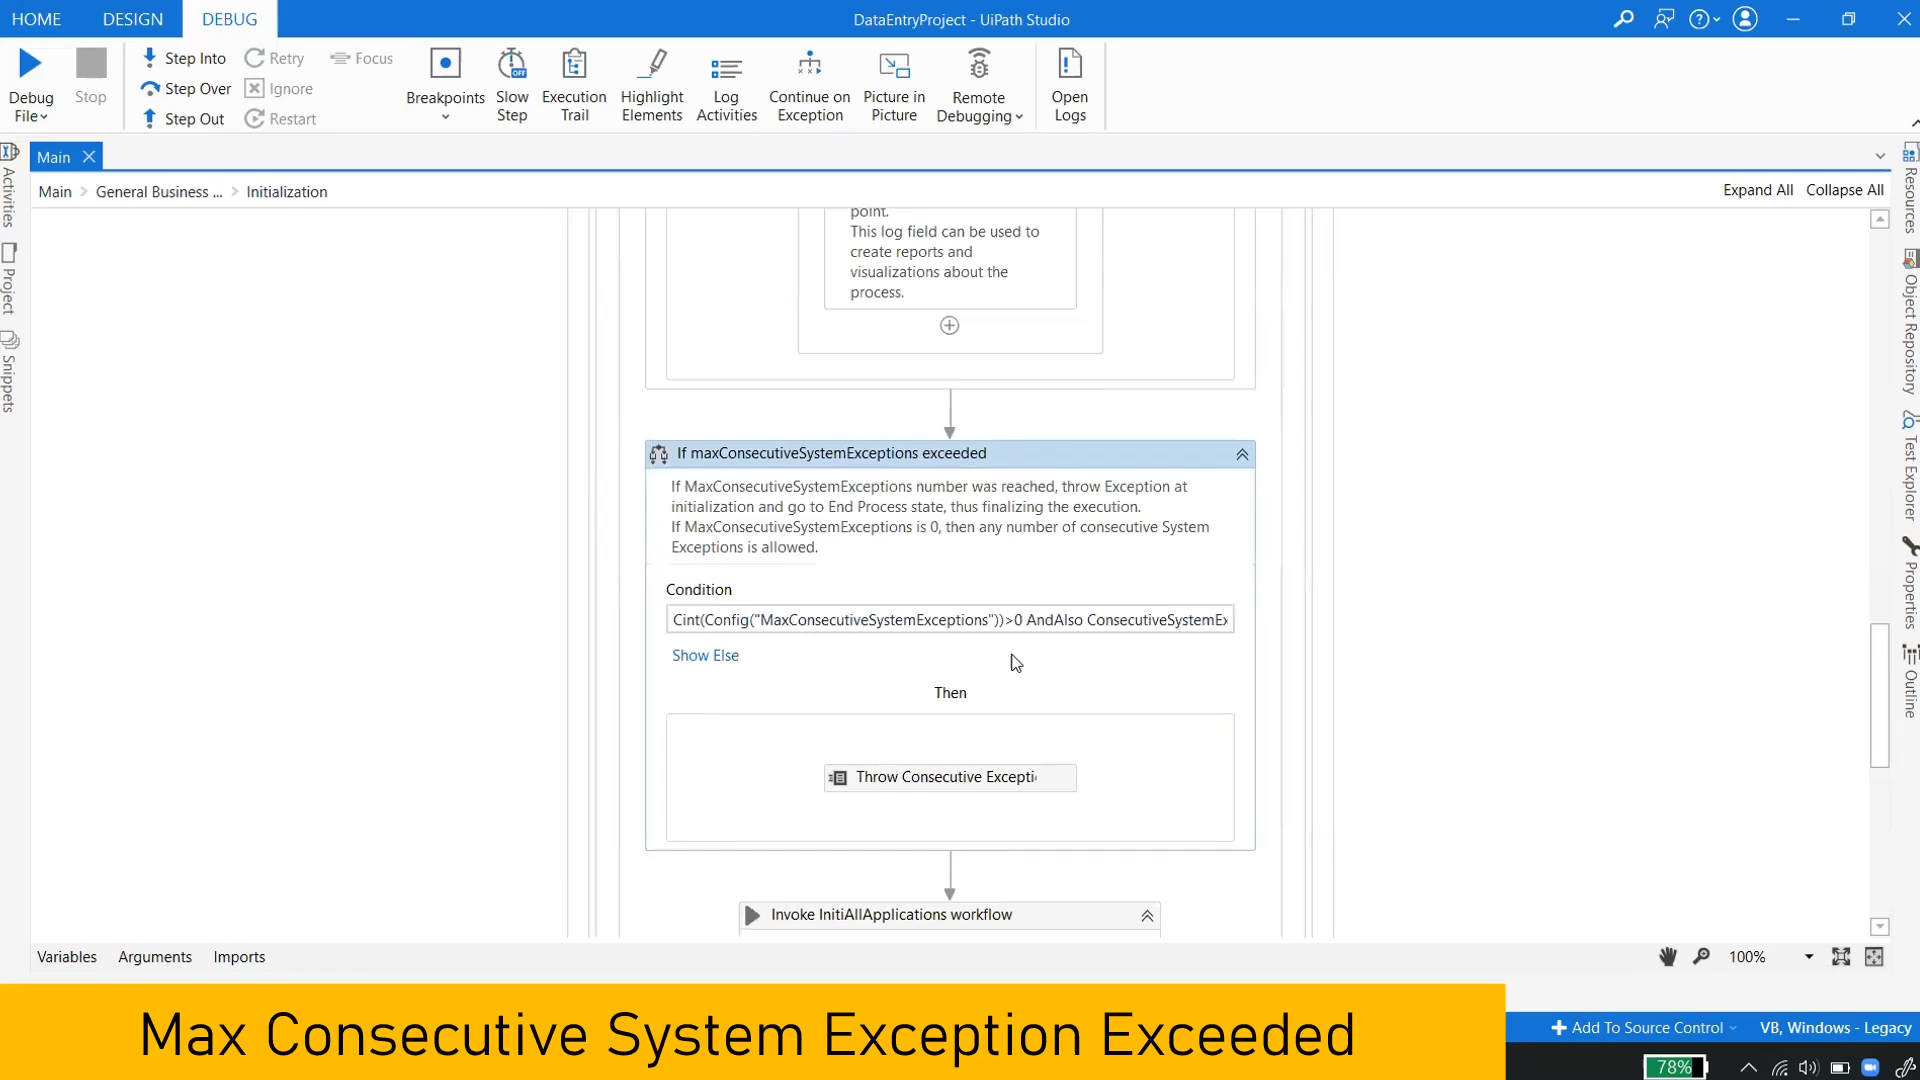 HOME DESIGN DEBUG
DataEntryProject - UiPath Studio
Debug File
Stop
Step Into
Step Over
Step Out
Retry
Ignore
Restart
Focus
Breakpoints
Slow Step
OFF
Execution Trail
Highlight Elements
Log Activities
Continue on Exception
Picture in Picture
Remote Debugging
Open Logs
Main
Main > General Business ... > Initialization
Expand All Collapse All
Activities
Project
Snippets
Resources
Object Repository
Test Explorer
Properties
Outline
point.
This log field can be used to
create reports and
visualizations about the
process.
If maxConsecutiveSystemExceptions exceeded
If MaxConsecutiveSystemExceptions number was reached, throw Exception at
initialization and go to End Process state, thus finalizing the execution.
If MaxConsecutiveSystemExceptions is 0, then any number of consecutive System
Exceptions is allowed.
Condition
Cint(Config("MaxConsecutiveSystemExceptions"))>0 AndAlso ConsecutiveSystemEx
Show Else
Then
Throw Consecutive Excepti
Invoke InitiAllApplications workflow
Variables Arguments Imports
100%
Max Consecutive System Exception Exceeded
Add To Source Control
VB, Windows - Legacy
78%